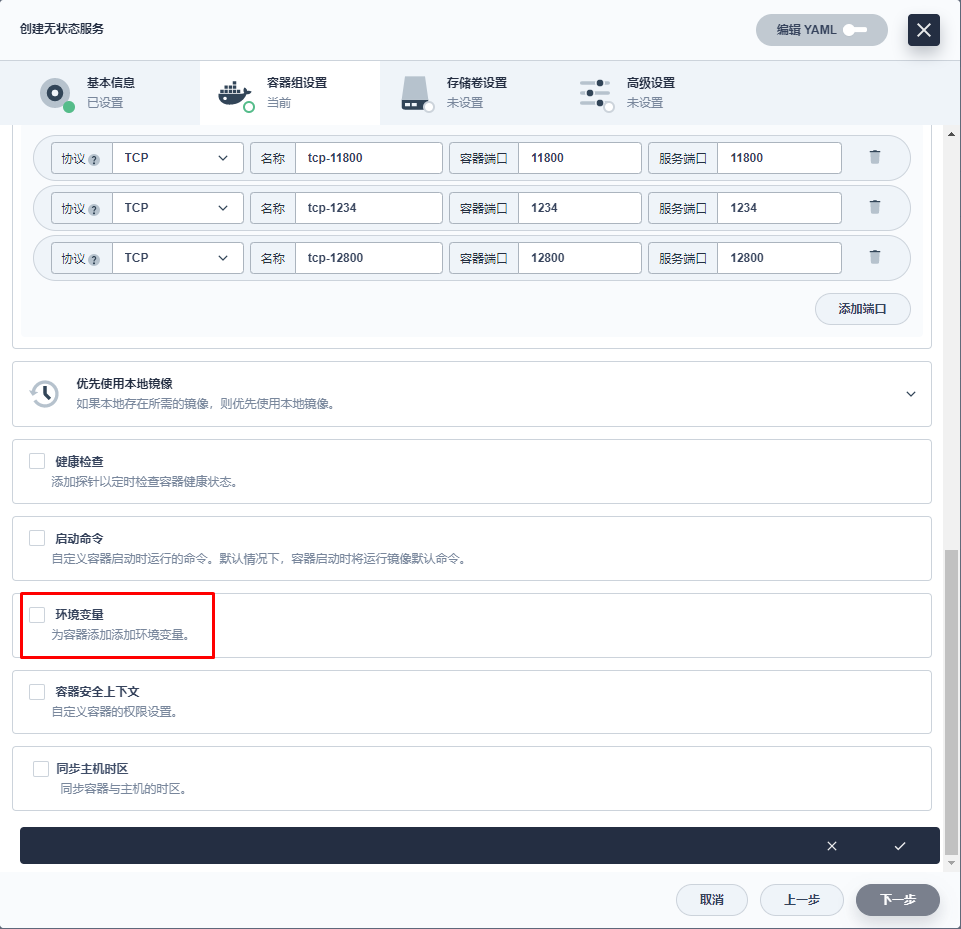 创建无状态服务
编辑 YAML
基本信息
已设置
容器组设置
当前
存储卷设置
未设置
高级设置
未设置
协议 ? TCP 名称 tcp-11800 容器端口 11800 服务端口 11800
协议 ? TCP 名称 tcp-1234 容器端口 1234 服务端口 1234
协议 ? TCP 名称 tcp-12800 容器端口 12800 服务端口 12800
添加端口
优先使用本地镜像
如果本地存在所需的镜像，则优先使用本地镜像。
健康检查
添加探针以定时检查容器健康状态。
启动命令
自定义容器启动时运行的命令。默认情况下，容器启动时将运行镜像默认命令。
环境变量
为容器添加添加环境变量。
容器安全上下文
自定义容器的权限设置。
同步主机时区
同步容器与主机的时区。
取消
上一步
下一步